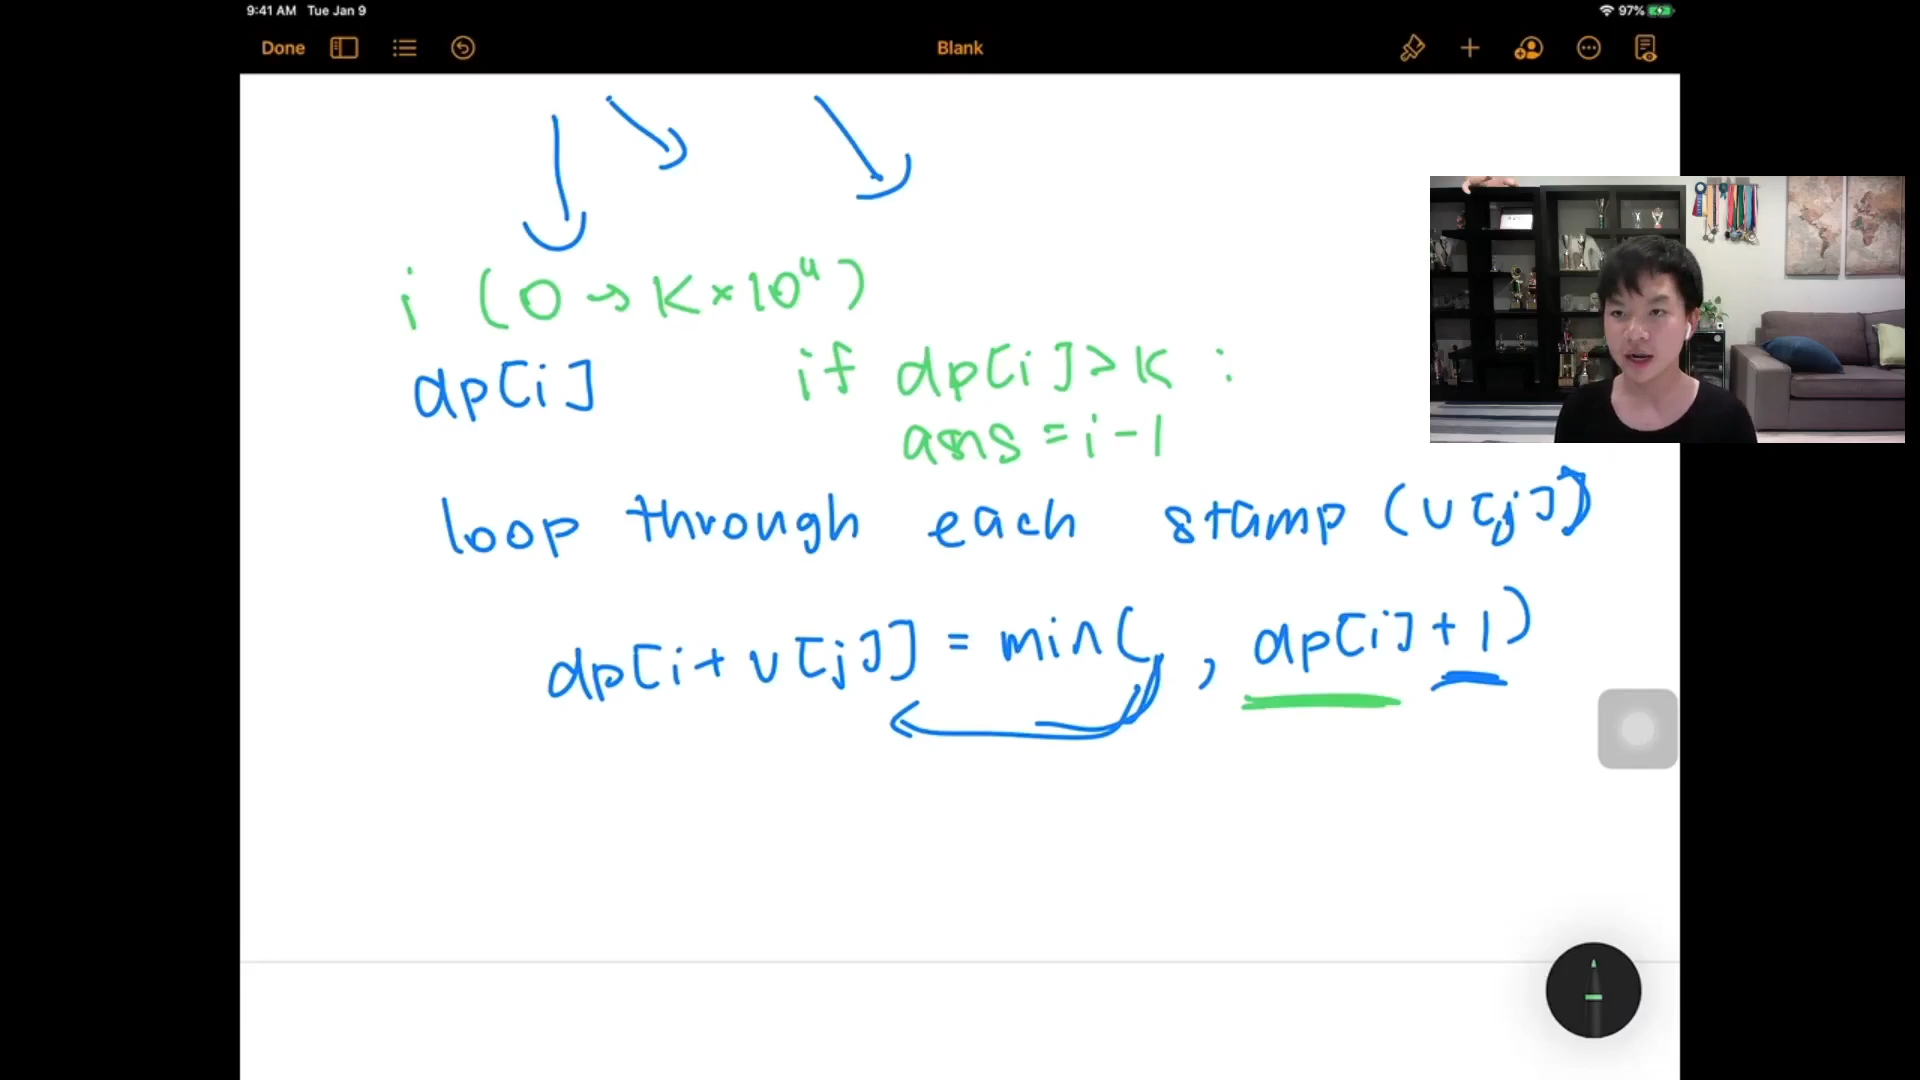 9:41 AM Tue Jan 9
97%
Done
Blank
i (0 → K×10⁴)
dp[i]
if dp[i]>K :
ans = i-1
loop through each stamp (v[j])
dp[i+v[j]] = min( , dp[i]+1)